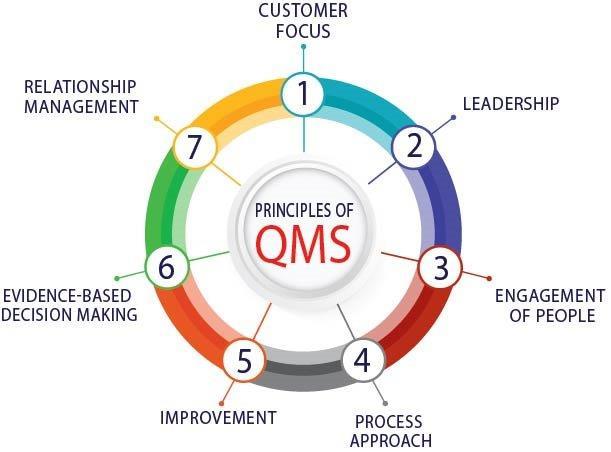 CUSTOMER
FOCUS
1
LEADERSHIP
2
ENGAGEMENT
OF PEOPLE
3
PROCESS
APPROACH
4
IMPROVEMENT
5
EVIDENCE-BASED
DECISION MAKING
6
RELATIONSHIP
MANAGEMENT
7
PRINCIPLES OF
QMS